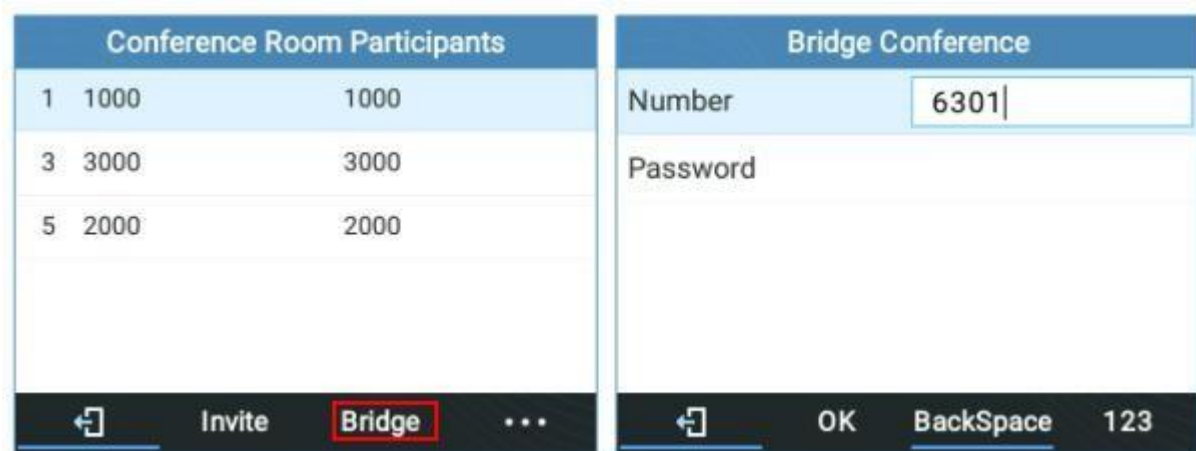 Conference Room Participants
1 1000 1000
3 3000 3000
5 2000 2000
Invite Bridge ...
Bridge Conference
Number 6301
Password
OK BackSpace 123